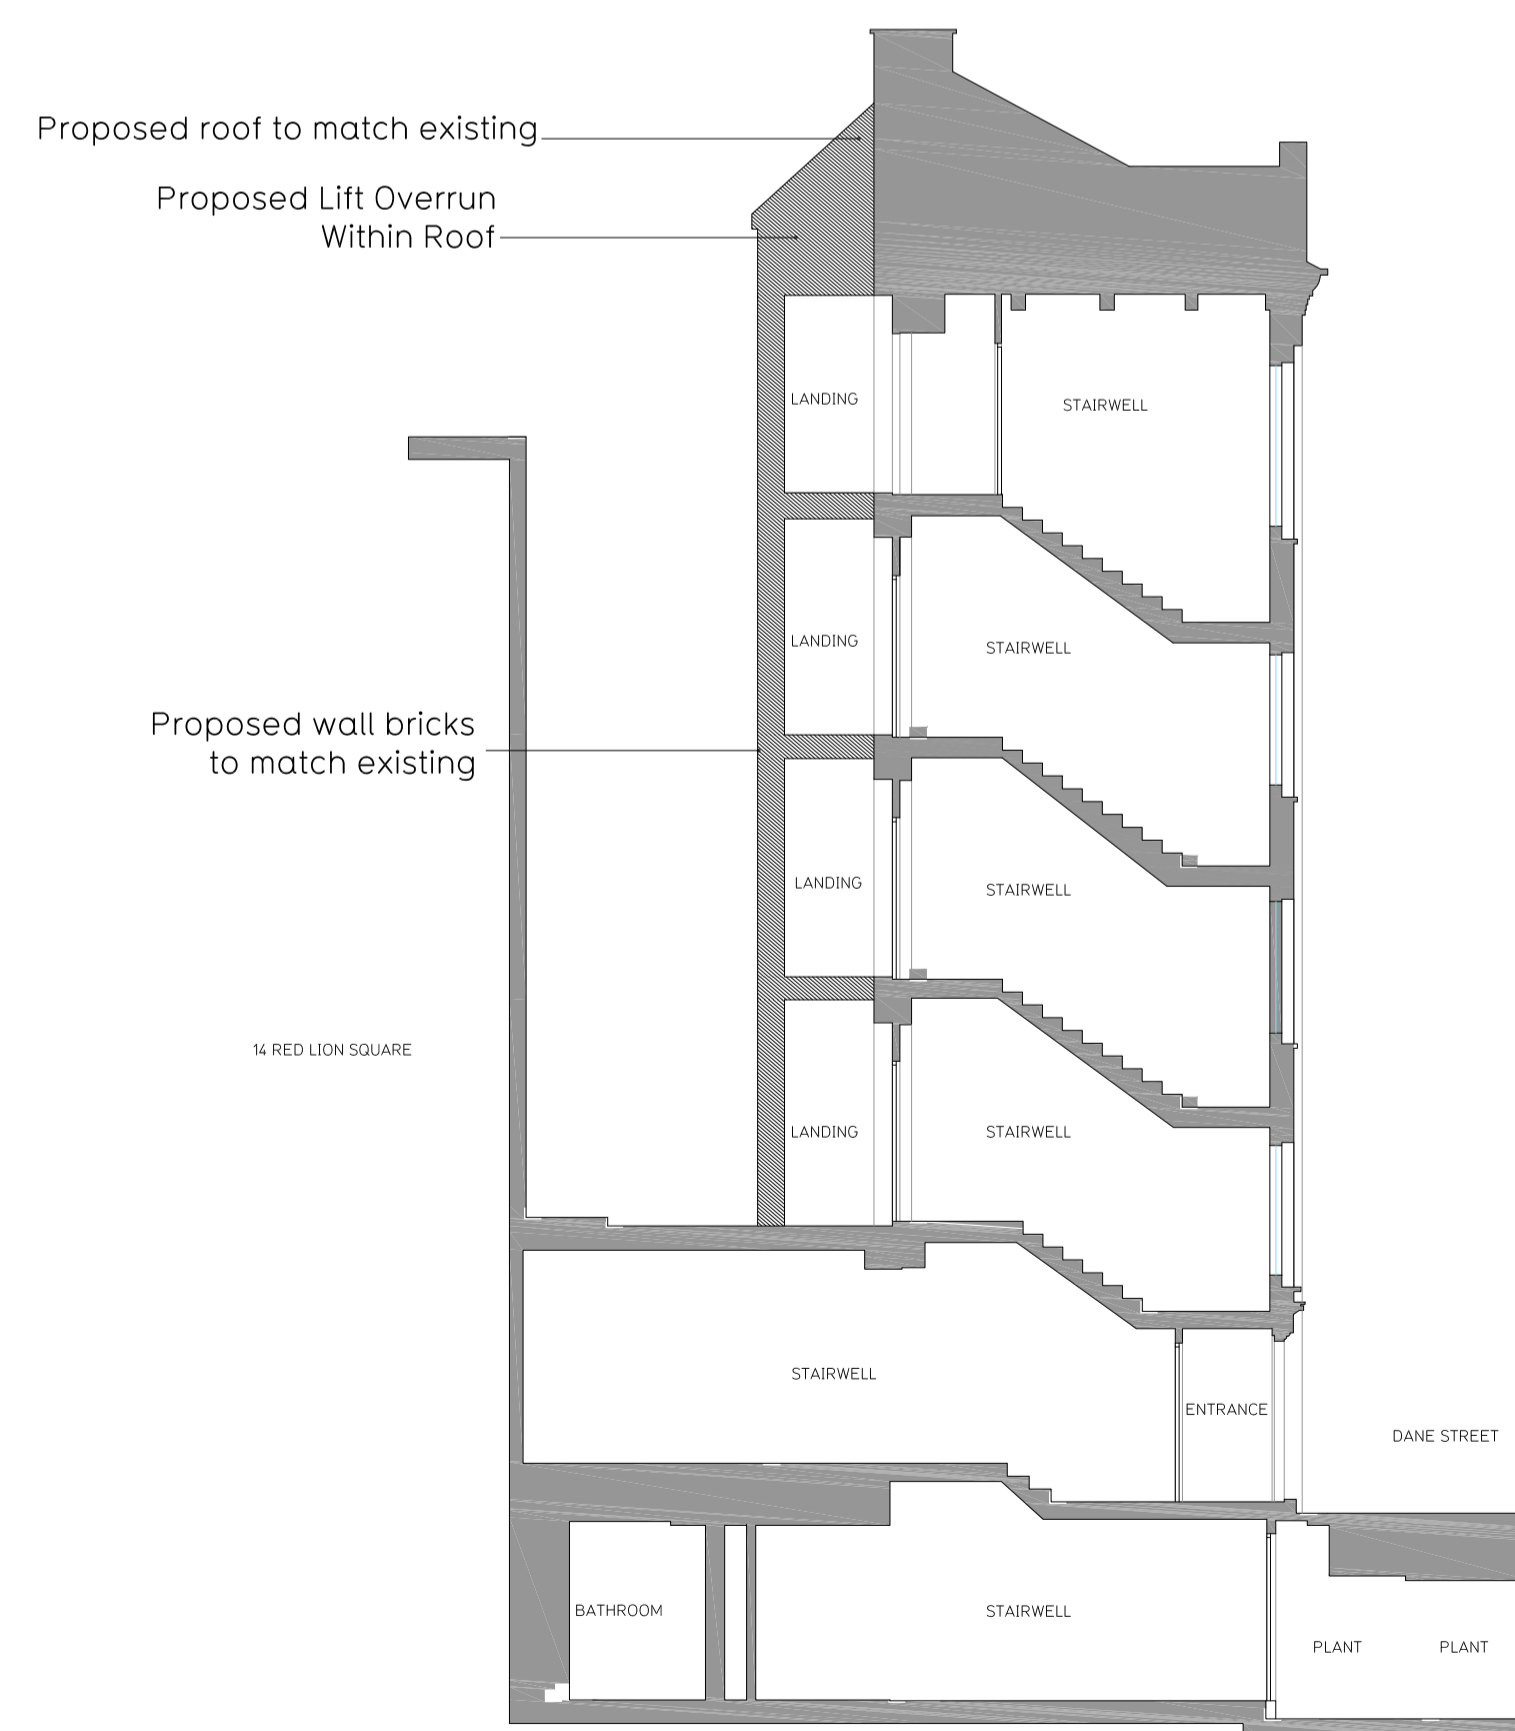 Proposed roof to match existing
Proposed Lift Overrun
Within Roof
LANDING
STAIRWELL
LANDING
STAIRWELL
Proposed wall bricks
to match existing
LANDING
STAIRWELL
14 RED LION SQUARE
LANDING
STAIRWELL
STAIRWELL
ENTRANCE
DANE STREET
BATHROOM
STAIRWELL
PLANT
PLANT